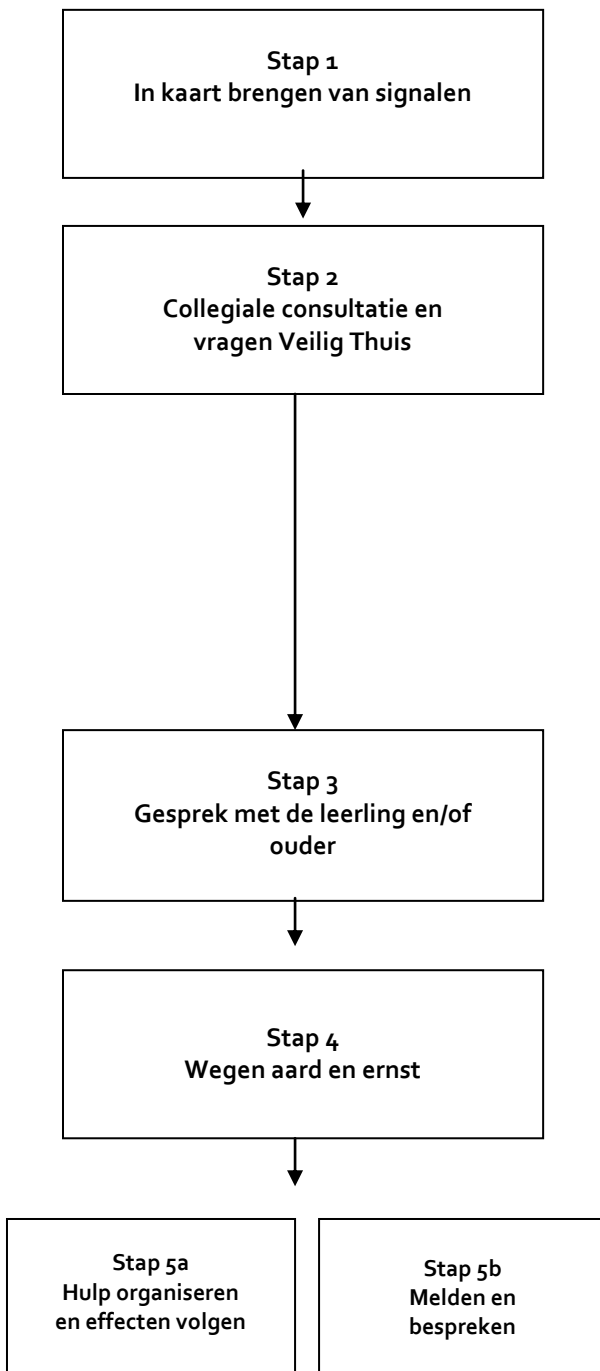 Stap 1
In kaart brengen van signalen
Stap 2
Collegiale consultatie en
vragen Veilig Thuis
Stap 3
Gesprek met de leerling en/of
ouder
Stap 4
Wegen aard en ernst
Stap 5a
Hulp organiseren
en effecten volgen
Stap 5b
Melden en
bespreken